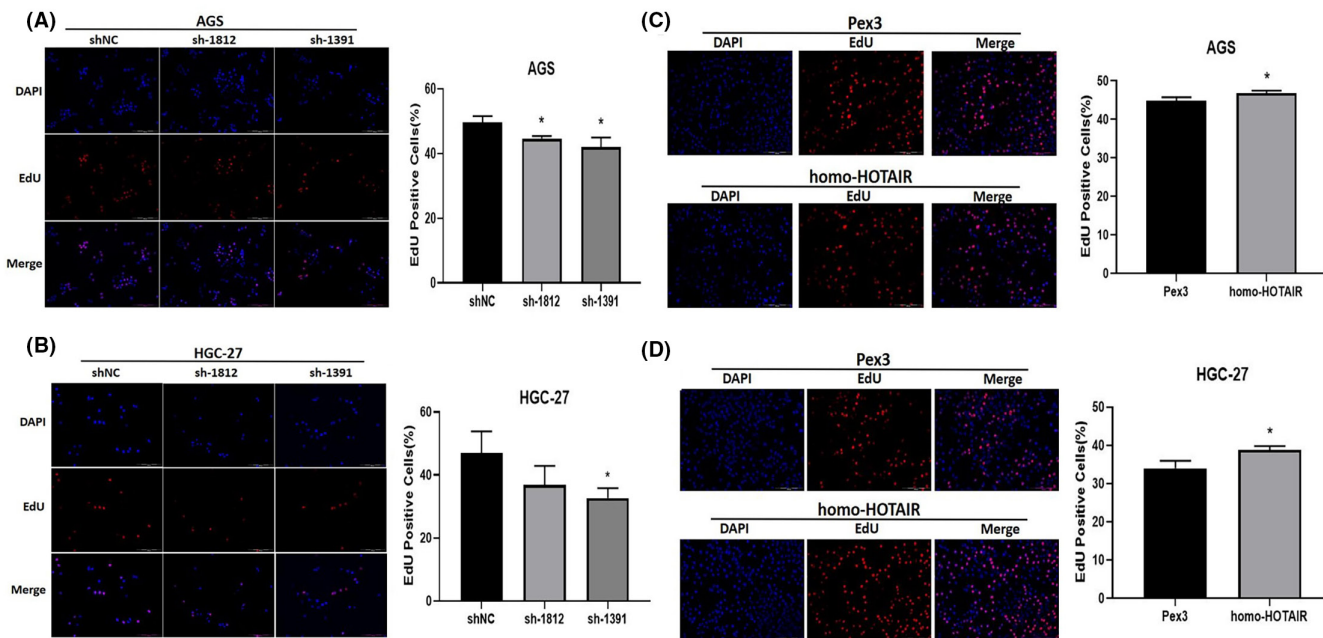 (A)
AGS
shNC sh-1812 sh-1391
DAPI
EdU
Merge
AGS
EdU Positive Cells(%)
60
40
20
0
* *
shNC sh-1812 sh-1391
(B)
HGC-27
shNC sh-1812 sh-1391
DAPI
EdU
Merge
HGC-27
EdU Positive Cells(%)
60
40
20
0
*
shNC sh-1812 sh-1391
(C)
Pex3
DAPI EdU Merge
homo-HOTAIR
DAPI EdU Merge
AGS
EdU Positive Cells(%)
50
40
30
20
10
0
*
Pex3 homo-HOTAIR
(D)
Pex3
DAPI EdU Merge
homo-HOTAIR
DAPI EdU Merge
HGC-27
EdU Positive Cells(%)
50
40
30
20
10
0
*
Pex3 homo-HOTAIR